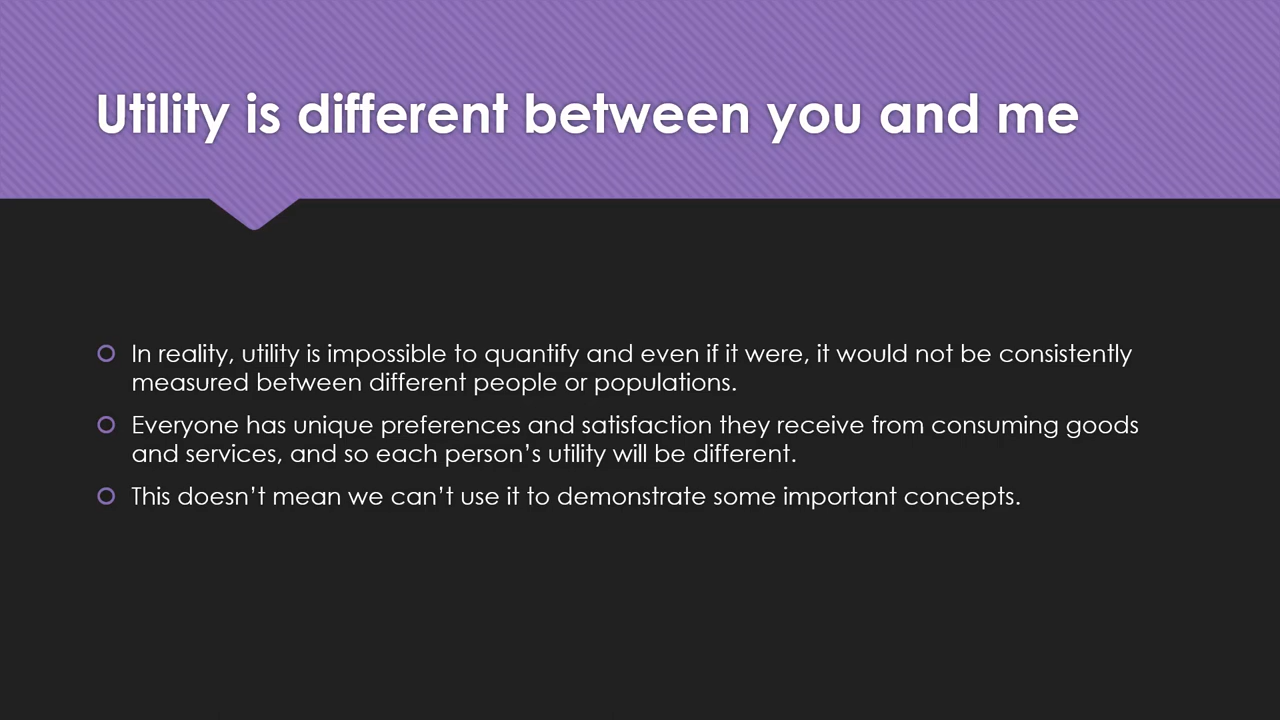 Utility is different between you and me
In reality, utility is impossible to quantify and even if it were, it would not be consistently
measured between different people or populations.
Everyone has unique preferences and satisfaction they receive from consuming goods
and services, and so each person’s utility will be different.
This doesn’t mean we can’t use it to demonstrate some important concepts.